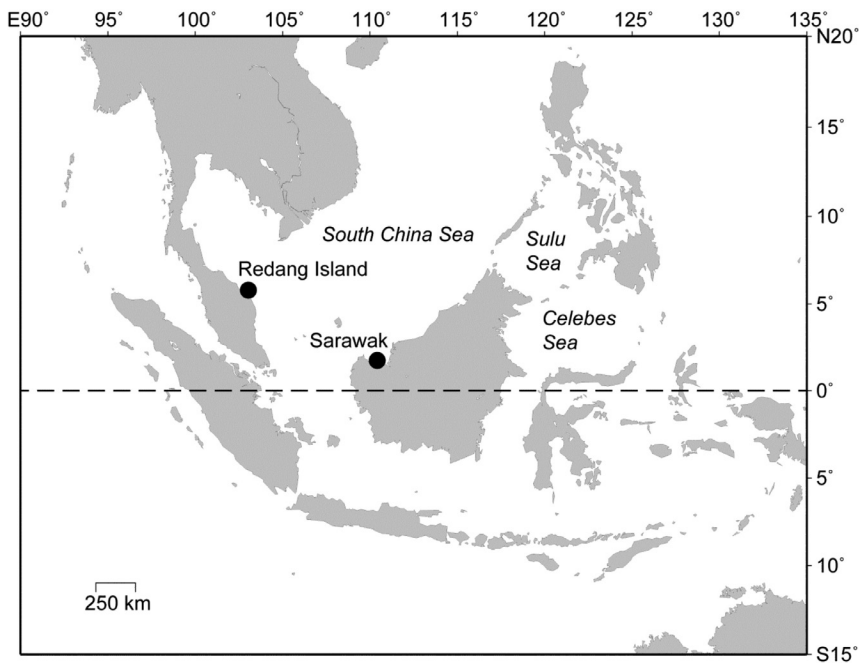 E90˚ 95˚ 100˚ 105˚ 110˚ 115˚ 120˚ 125˚ 130˚ 135˚
N20˚
15˚
10˚
South China Sea
Sulu
Sea
Redang Island
5˚
Celebes
Sea
Sarawak
0˚
5˚
10˚
250 km
S15˚